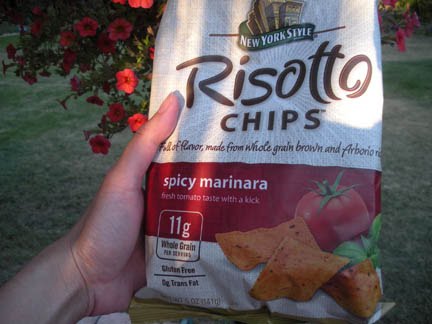 NEW YORK STYLE
Risotto
CHIPS
Full of flavor, made from whole grain brown and Arborio
spicy marinara
fresh tomato taste with a kick
11g
Whole Grain
PER SERVING
Gluten Free
0g Trans Fat